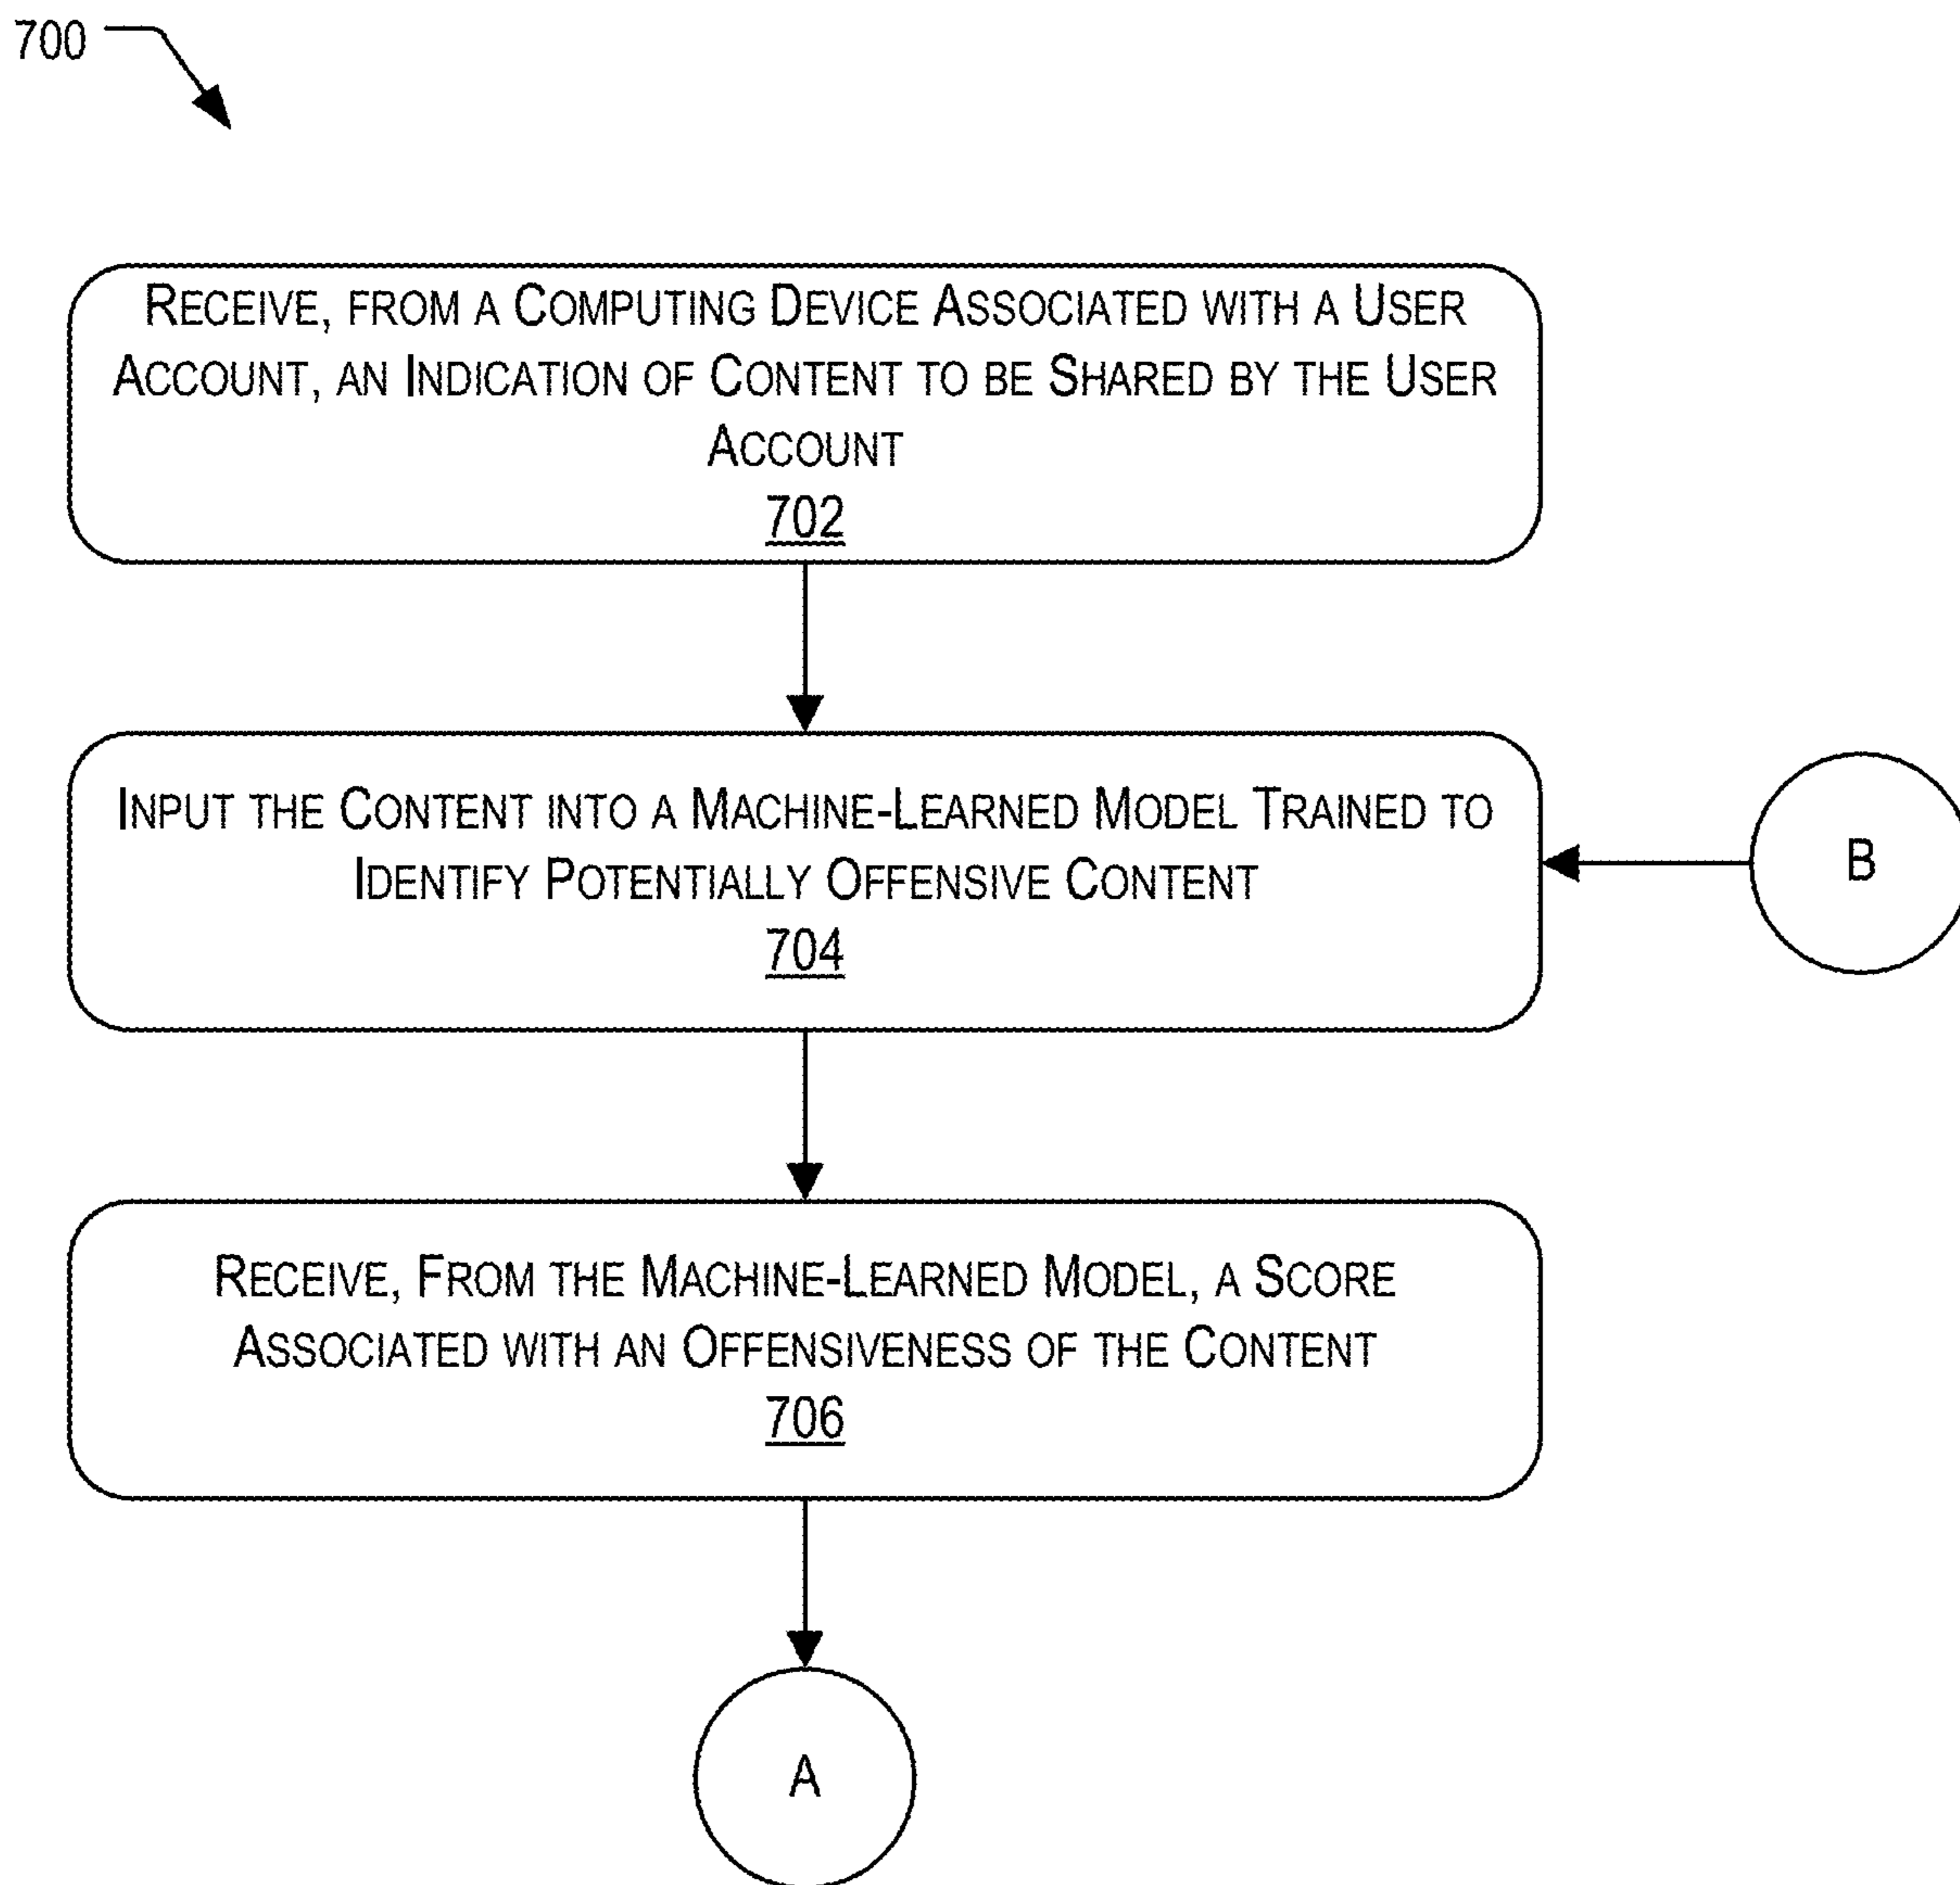 700
RECEIVE, FROM A COMPUTING DEVICE ASSOCIATED WITH A USER
ACCOUNT, AN INDICATION OF CONTENT TO BE SHARED BY THE USER
ACCOUNT
702
INPUT THE CONTENT INTO A MACHINE-LEARNED MODEL TRAINED TO
IDENTIFY POTENTIALLY OFFENSIVE CONTENT
704
B
RECEIVE, FROM THE MACHINE-LEARNED MODEL, A SCORE
ASSOCIATED WITH AN OFFENSIVENESS OF THE CONTENT
706
A